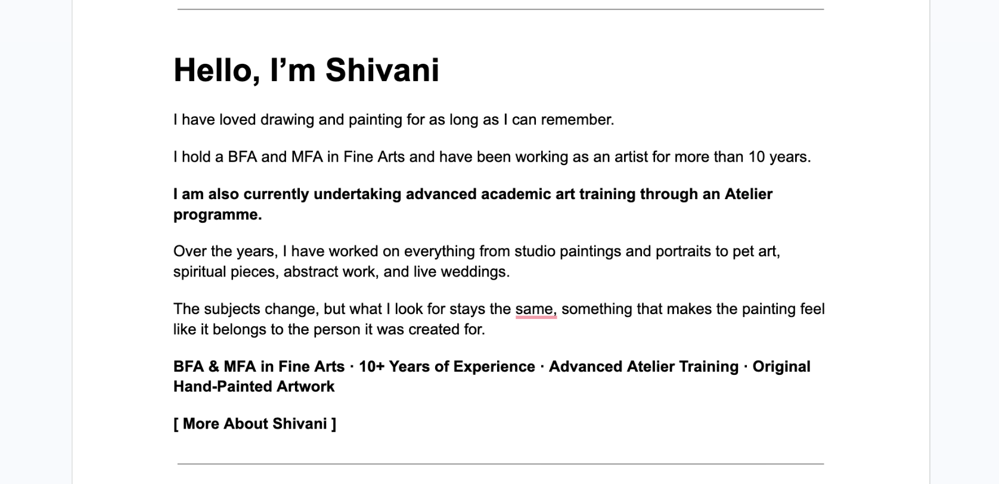 Hello, I’m Shivani
I have loved drawing and painting for as long as I can remember.
I hold a BFA and MFA in Fine Arts and have been working as an artist for more than 10 years.
I am also currently undertaking advanced academic art training through an Atelier
programme.
Over the years, I have worked on everything from studio paintings and portraits to pet art,
spiritual pieces, abstract work, and live weddings.
The subjects change, but what I look for stays the same, something that makes the painting feel
like it belongs to the person it was created for.
BFA & MFA in Fine Arts · 10+ Years of Experience · Advanced Atelier Training · Original
Hand-Painted Artwork
[ More About Shivani ]